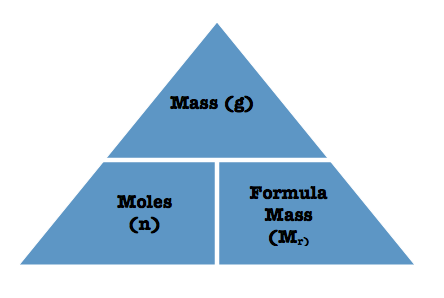 Mass (g)
Moles
(n)
Formula
Mass
(Mr)